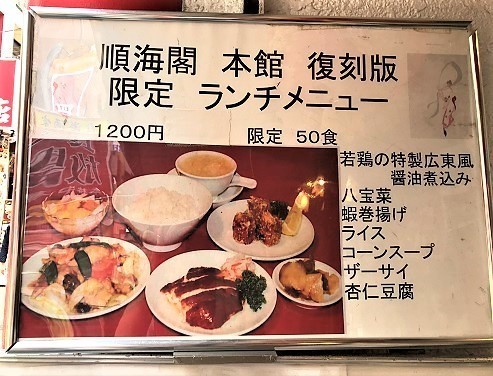 順海閣 本館 復刻版
限定 ランチメニュー
1200円 限定 50食
若鶏の特製広東風
醤油煮込み
八宝菜
蝦巻揚げ
ライス
コーンスープ
ザーサイ
杏仁豆腐